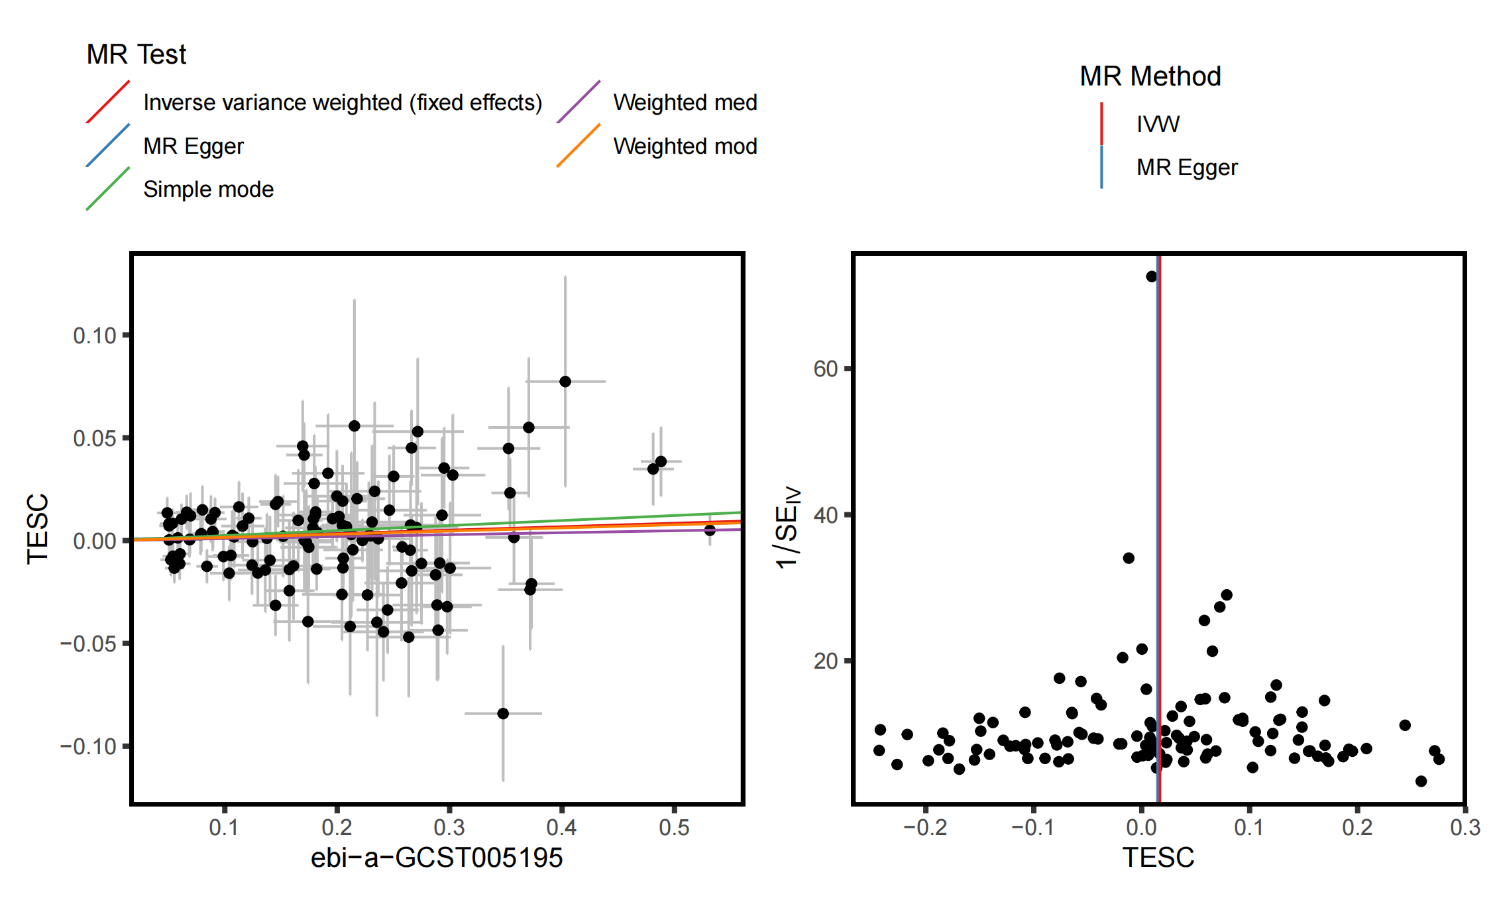 MR Test
Inverse variance weighted (fixed effects)
MR Egger
Simple mode
Weighted med
Weighted mod
TESC
0.10
0.05
0.00
−0.05
−0.10
0.1 0.2 0.3 0.4 0.5
ebi−a−GCST005195
MR Method
IVW
MR Egger
1/SEIV
60
40
20
−0.2 −0.1 0.0 0.1 0.2 0.3
TESC